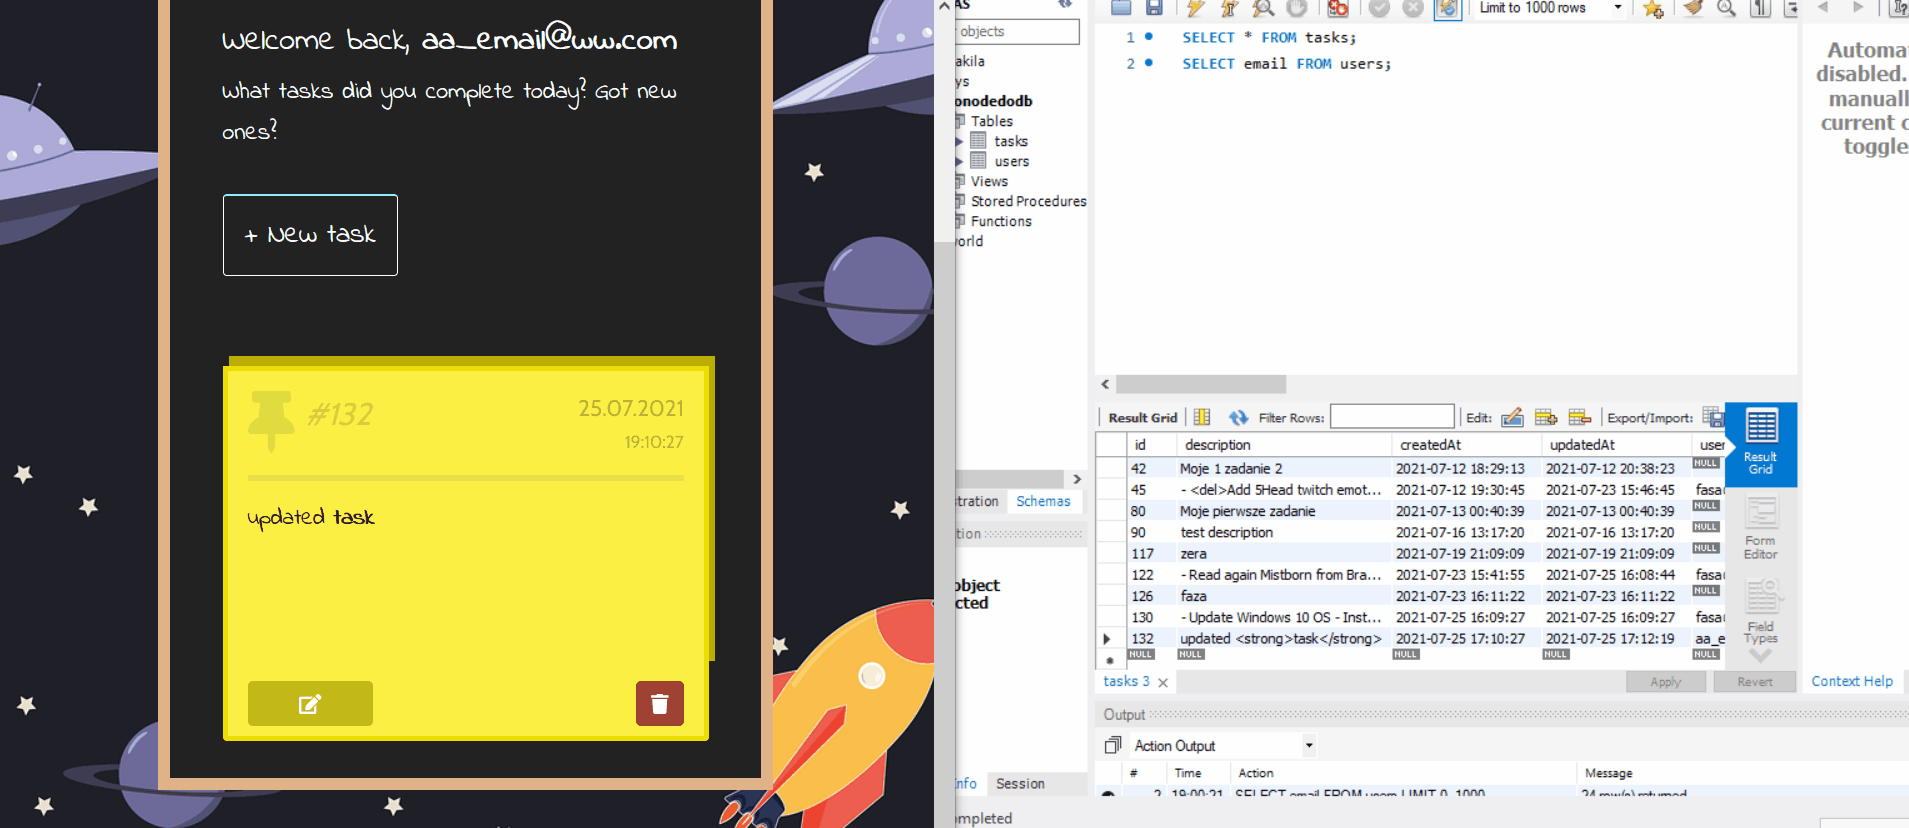 Welcome back, aa_email@ww.com
What tasks did you complete today? Got new
ones?
+ New task
#132
25.07.2021
19:10:27
updated task
objects
akila
ys
onodedodb
Tables
tasks
users
Views
Stored Procedures
Functions
orld
stration
Schemas
tion
object
cted
Info
Session
ompleted
Limit to 1000 rows
1 SELECT * FROM tasks;
2 SELECT email FROM users;
Automa
disabled.
manuall
current c
toggle
Result Grid
Filter Rows:
Edit:
Export/Import:
id description createdAt updatedAt user
42 Moje 1 zadanie 2 2021-07-12 18:29:13 2021-07-12 20:38:23 NULL
45 - <del>Add 5Head twitch emot... 2021-07-12 19:30:45 2021-07-23 15:46:45 fasa
80 Moje pierwsze zadanie 2021-07-13 00:40:39 2021-07-13 00:40:39 NULL
90 test description 2021-07-16 13:17:20 2021-07-16 13:17:20 NULL
117 zera 2021-07-19 21:09:09 2021-07-19 21:09:09 NULL
122 - Read again Mistborn from Bra... 2021-07-23 15:41:55 2021-07-25 16:08:44 fasa
126 faza 2021-07-23 16:11:22 2021-07-23 16:11:22 NULL
130 - Update Windows 10 OS - Inst... 2021-07-25 16:09:27 2021-07-25 16:09:27 fasa
132 updated <strong>task</strong> 2021-07-25 17:10:27 2021-07-25 17:12:19 aa_e
NULL NULL NULL NULL NULL
Result
Grid
Form
Editor
Field
Types
tasks 3
Apply
Revert
Context Help
Output
Action Output
# Time Action Message
2 19:00:21 SELECT email FROM users LIMIT 0, 1000 24 row(s) returned